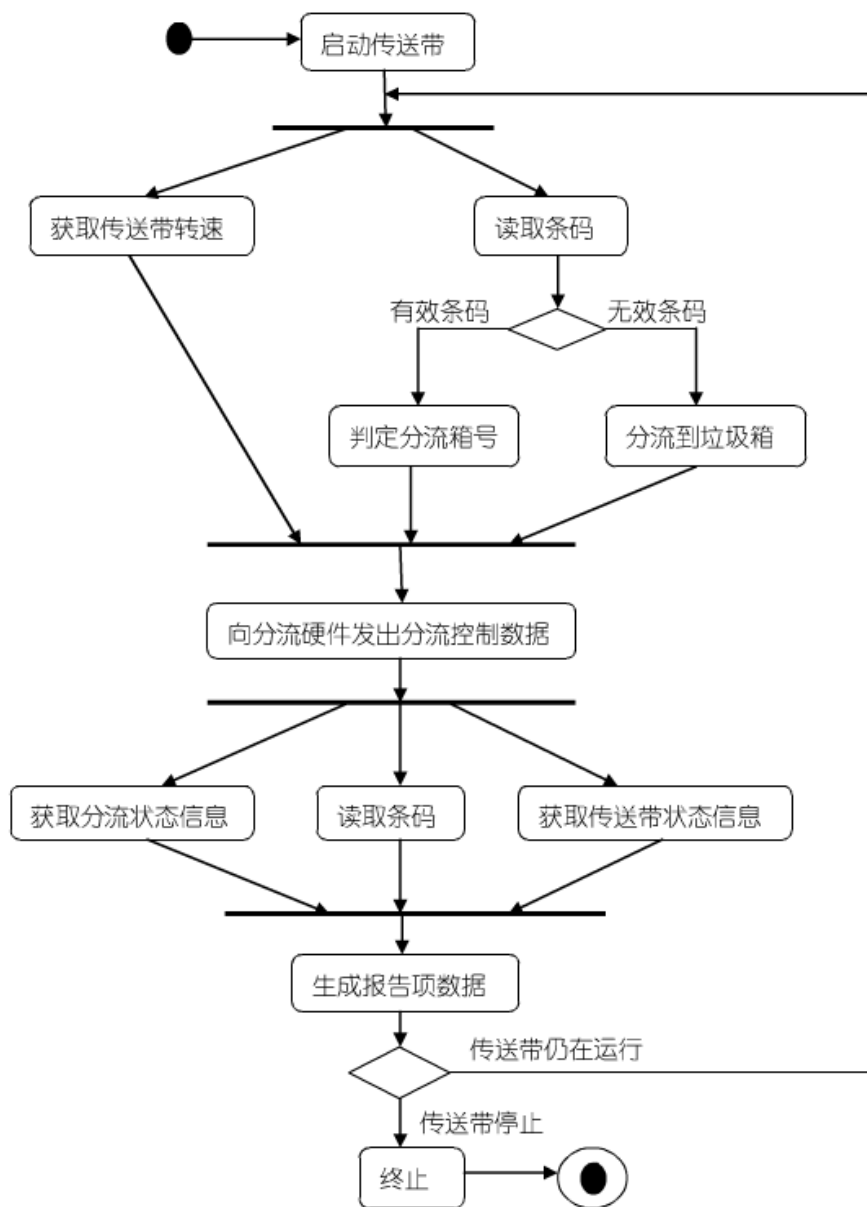 启动传送带
获取传送带转速
读取条码
有效条码
无效条码
判定分流箱号
分流到垃圾箱
向分流硬件发出分流控制数据
获取分流状态信息
读取条码
获取传送带状态信息
生成报告项数据
传送带仍在运行
传送带停止
终止